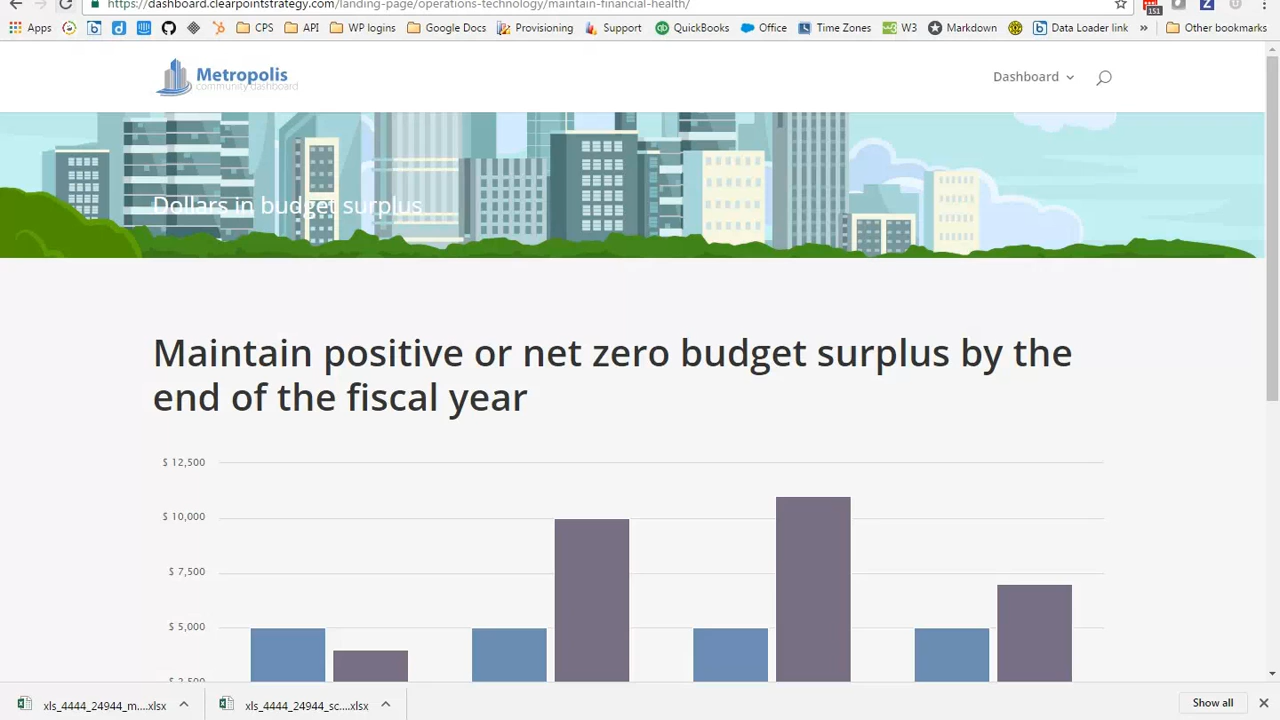 https://dashboard.clearpointstrategy.com/landing-page/operations-technology/maintain-financial-health/
151
Apps CPS API WP logins Google Docs Provisioning Support QuickBooks Office Time Zones W3 Markdown Data Loader link » Other bookmarks
Metropolis
community dashboard
Dashboard
Dollars in budget surplus
Maintain positive or net zero budget surplus by the
end of the fiscal year
$ 12,500
$ 10,000
$ 7,500
$ 5,000
$ 2,500
xls_4444_24944_m....xlsx
xls_4444_24944_sc....xlsx
Show all